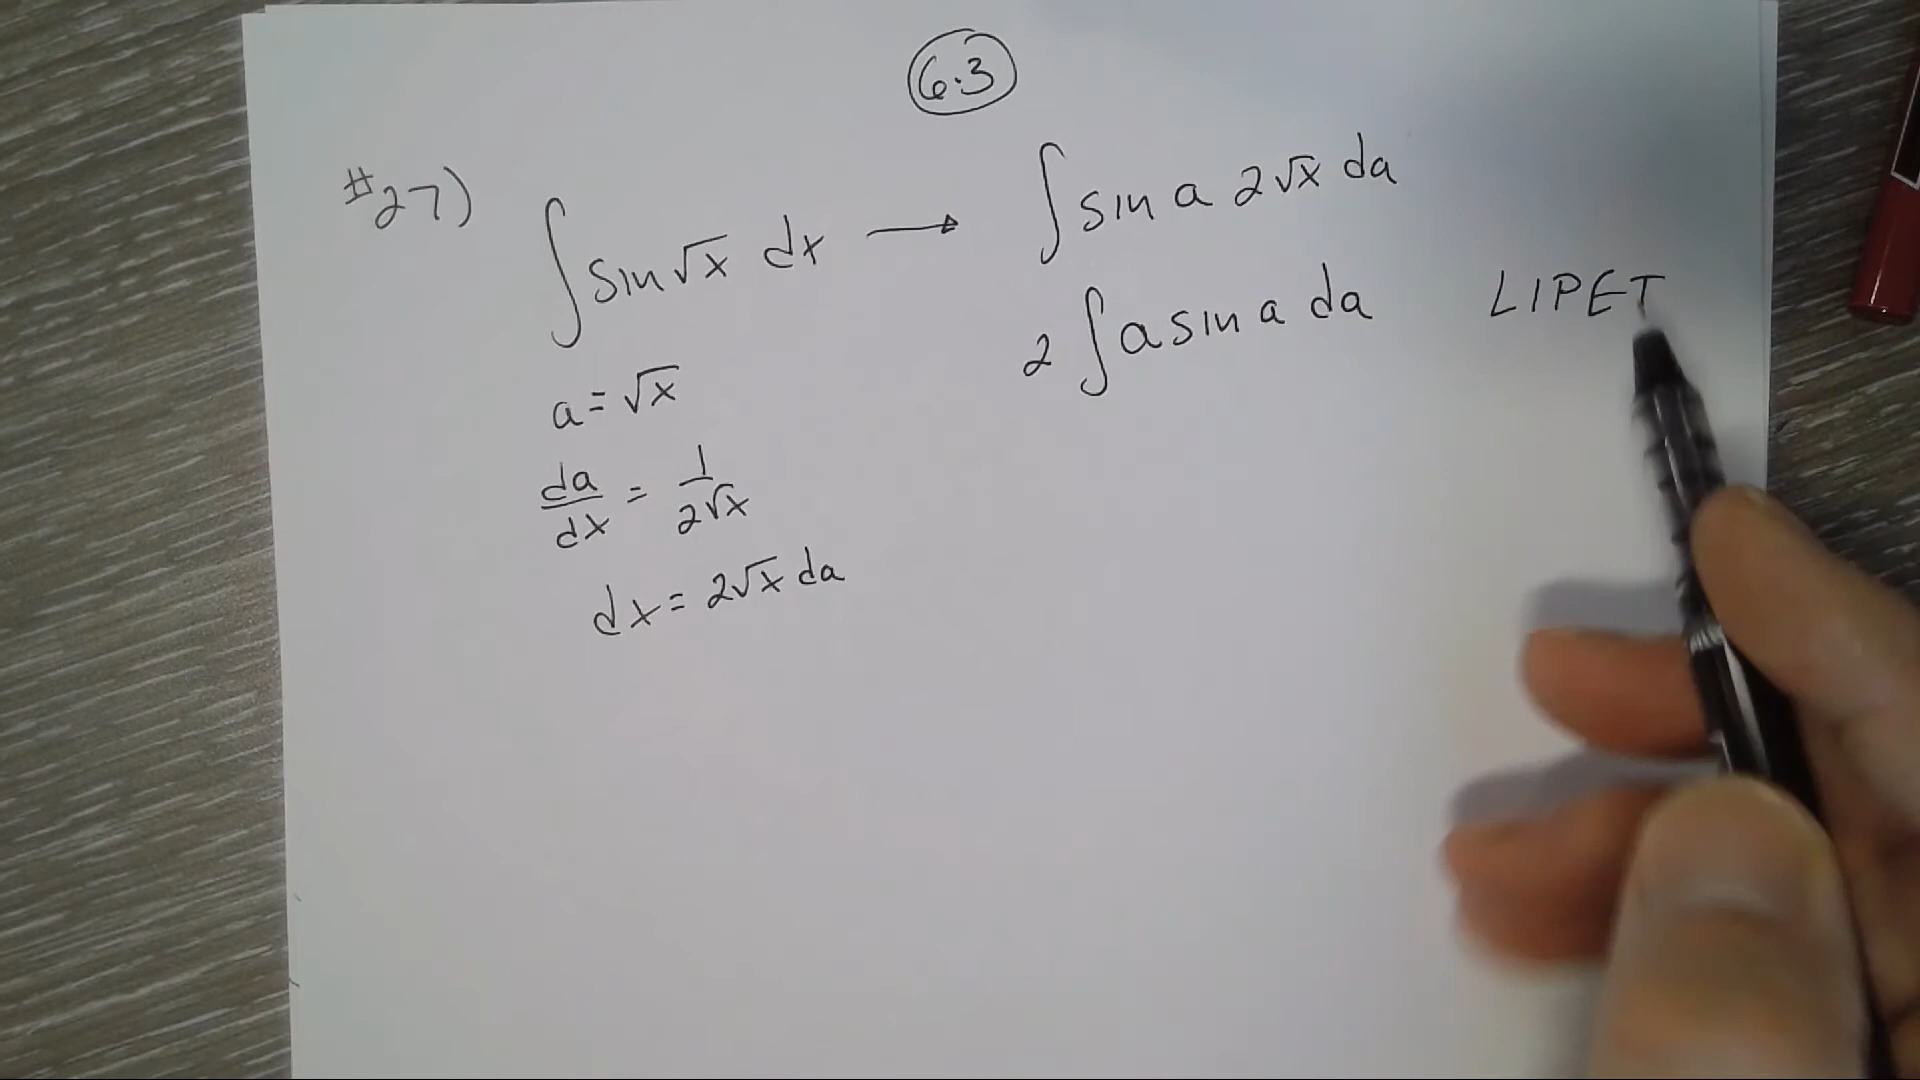 6.3
#27)
∫ sin √x dx → ∫ sin a 2√x da
2 ∫ a sin a da
LIPET
a = √x
da/dx = 1/(2√x)
dx = 2√x da